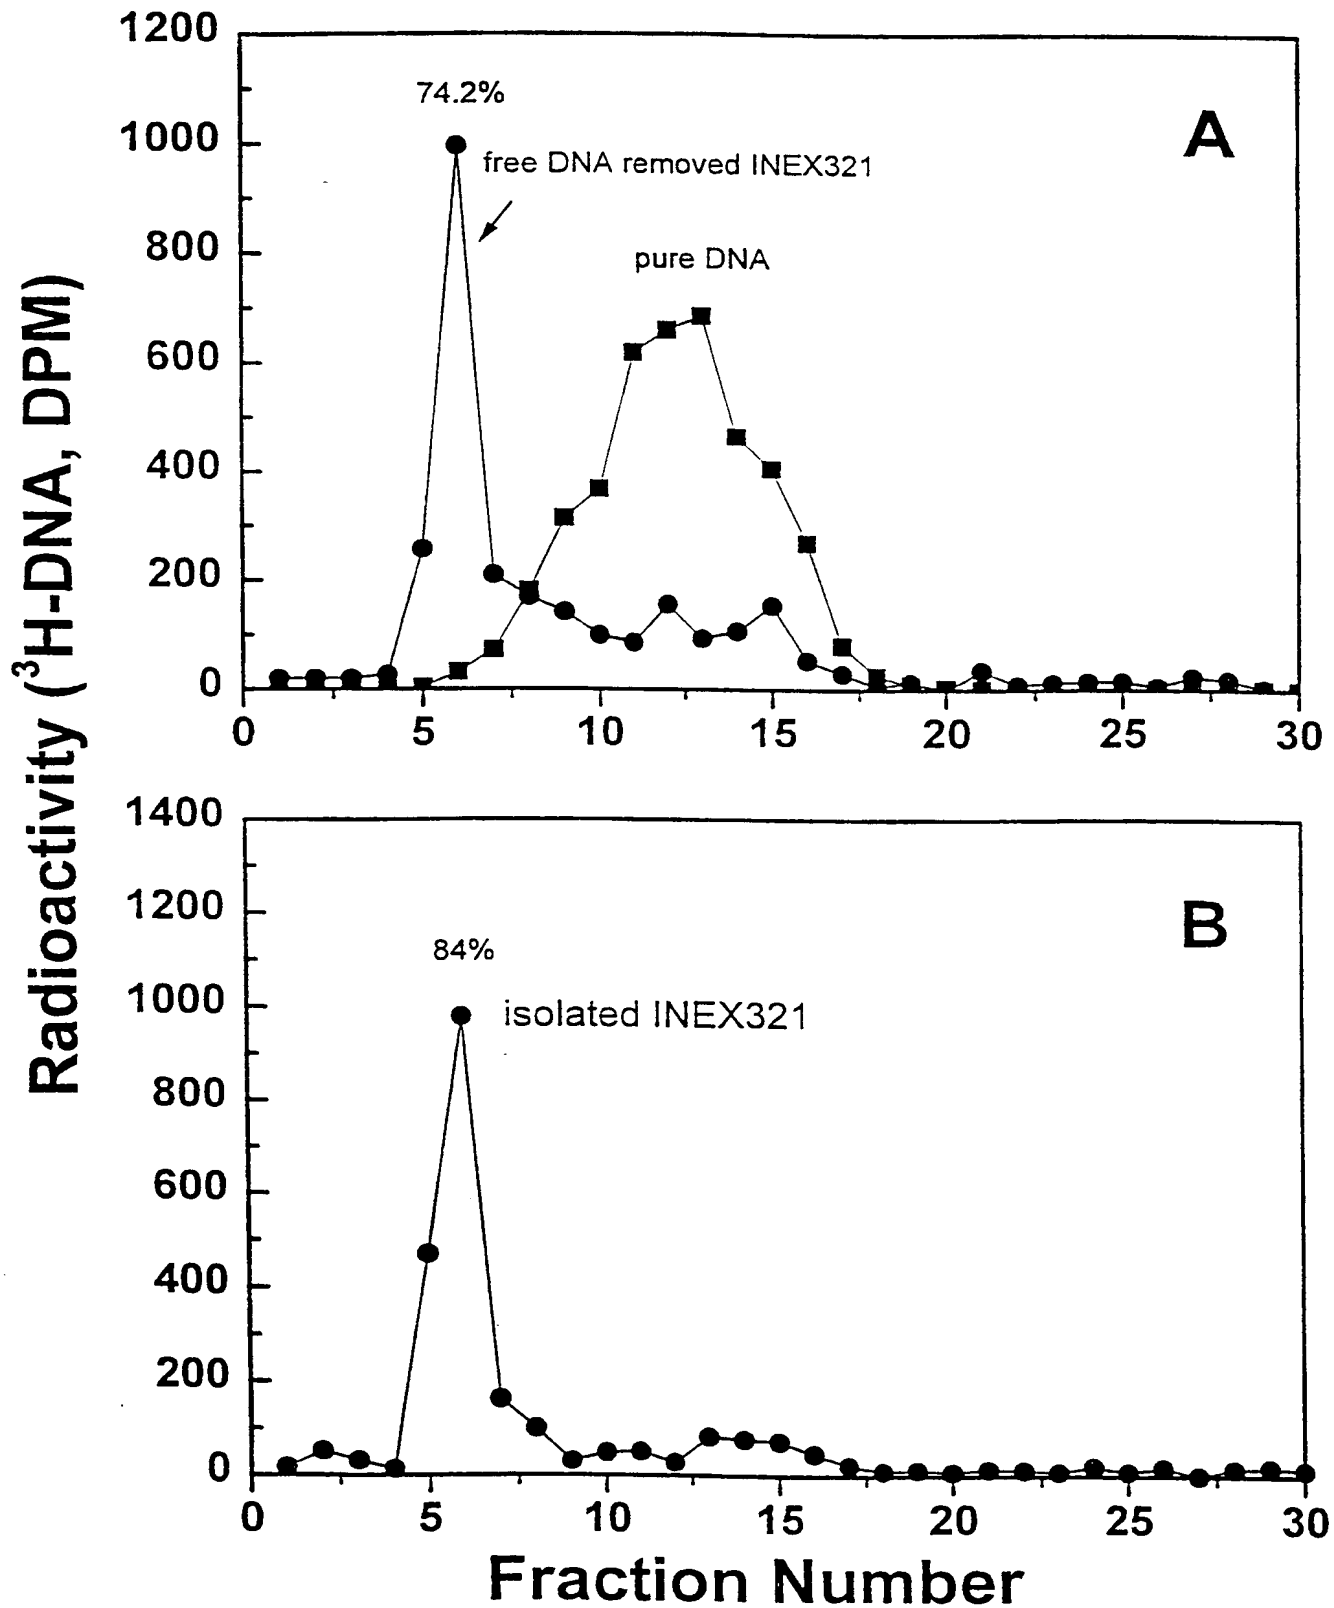 Radioactivity (³H-DNA, DPM)
1200
1000
800
600
400
200
0
74.2%
A
free DNA removed INEX321
pure DNA
0 5 10 15 20 25 30
1400
1200
1000
800
600
400
200
0
84%
B
isolated INEX321
0 5 10 15 20 25 30
Fraction Number